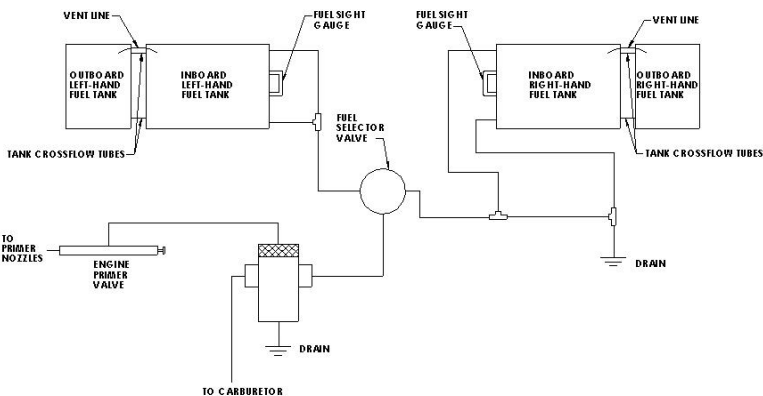 VENT LINE
FUEL SIGHT
GAUGE
FUEL SIGHT
GAUGE
VENT LINE
OUTBOARD
LEFT-HAND
FUEL TANK
INBOARD
LEFT-HAND
FUEL TANK
INBOARD
RIGHT-HAND
FUEL TANK
OUTBOARD
RIGHT-HAND
FUEL TANK
FUEL
SELECTOR
VALVE
TANK CROSSFLOW TUBES
TANK CROSSFLOW TUBES
TO
PRIMER
NOZZLES
ENGINE
PRIMER
VALVE
DRAIN
DRAIN
TO CARBURETOR